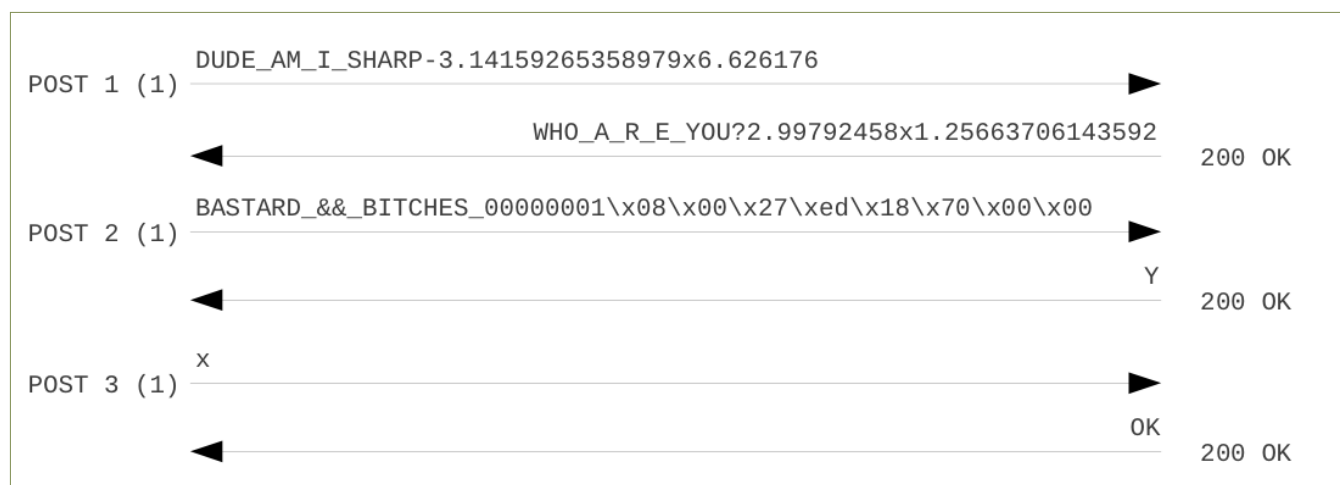 DUDE_AM_I_SHARP-3.14159265358979x6.626176
POST 1 (1)
WHO_A_R_E_YOU?2.99792458x1.25663706143592
200 OK
BASTARD_&&_BITCHES_00000001\x08\x00\x27\xed\x18\x70\x00\x00
POST 2 (1)
Y
200 OK
x
POST 3 (1)
OK
200 OK